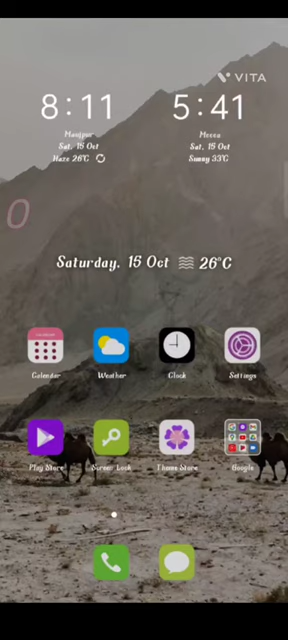 VITA
8:11
5:41
Manipur
Mecca
Sat, 15 Oct
Sat, 15 Oct
Haze 26°C
Sunny 33°C
0
Saturday, 15 Oct 26°C
Calendar
Weather
Clock
Settings
Play Store
Screen Lock
Theme Store
Google